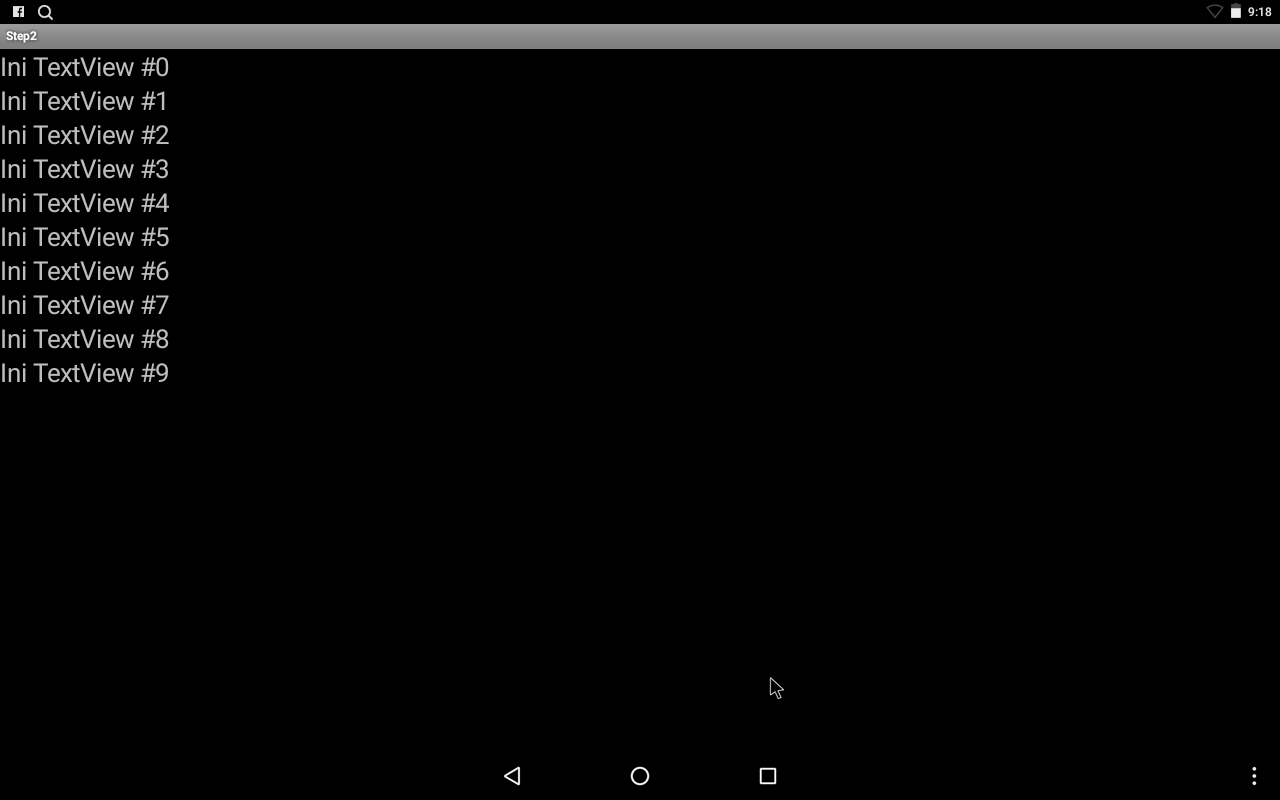 9:18
Step2
Ini TextView #0
Ini TextView #1
Ini TextView #2
Ini TextView #3
Ini TextView #4
Ini TextView #5
Ini TextView #6
Ini TextView #7
Ini TextView #8
Ini TextView #9